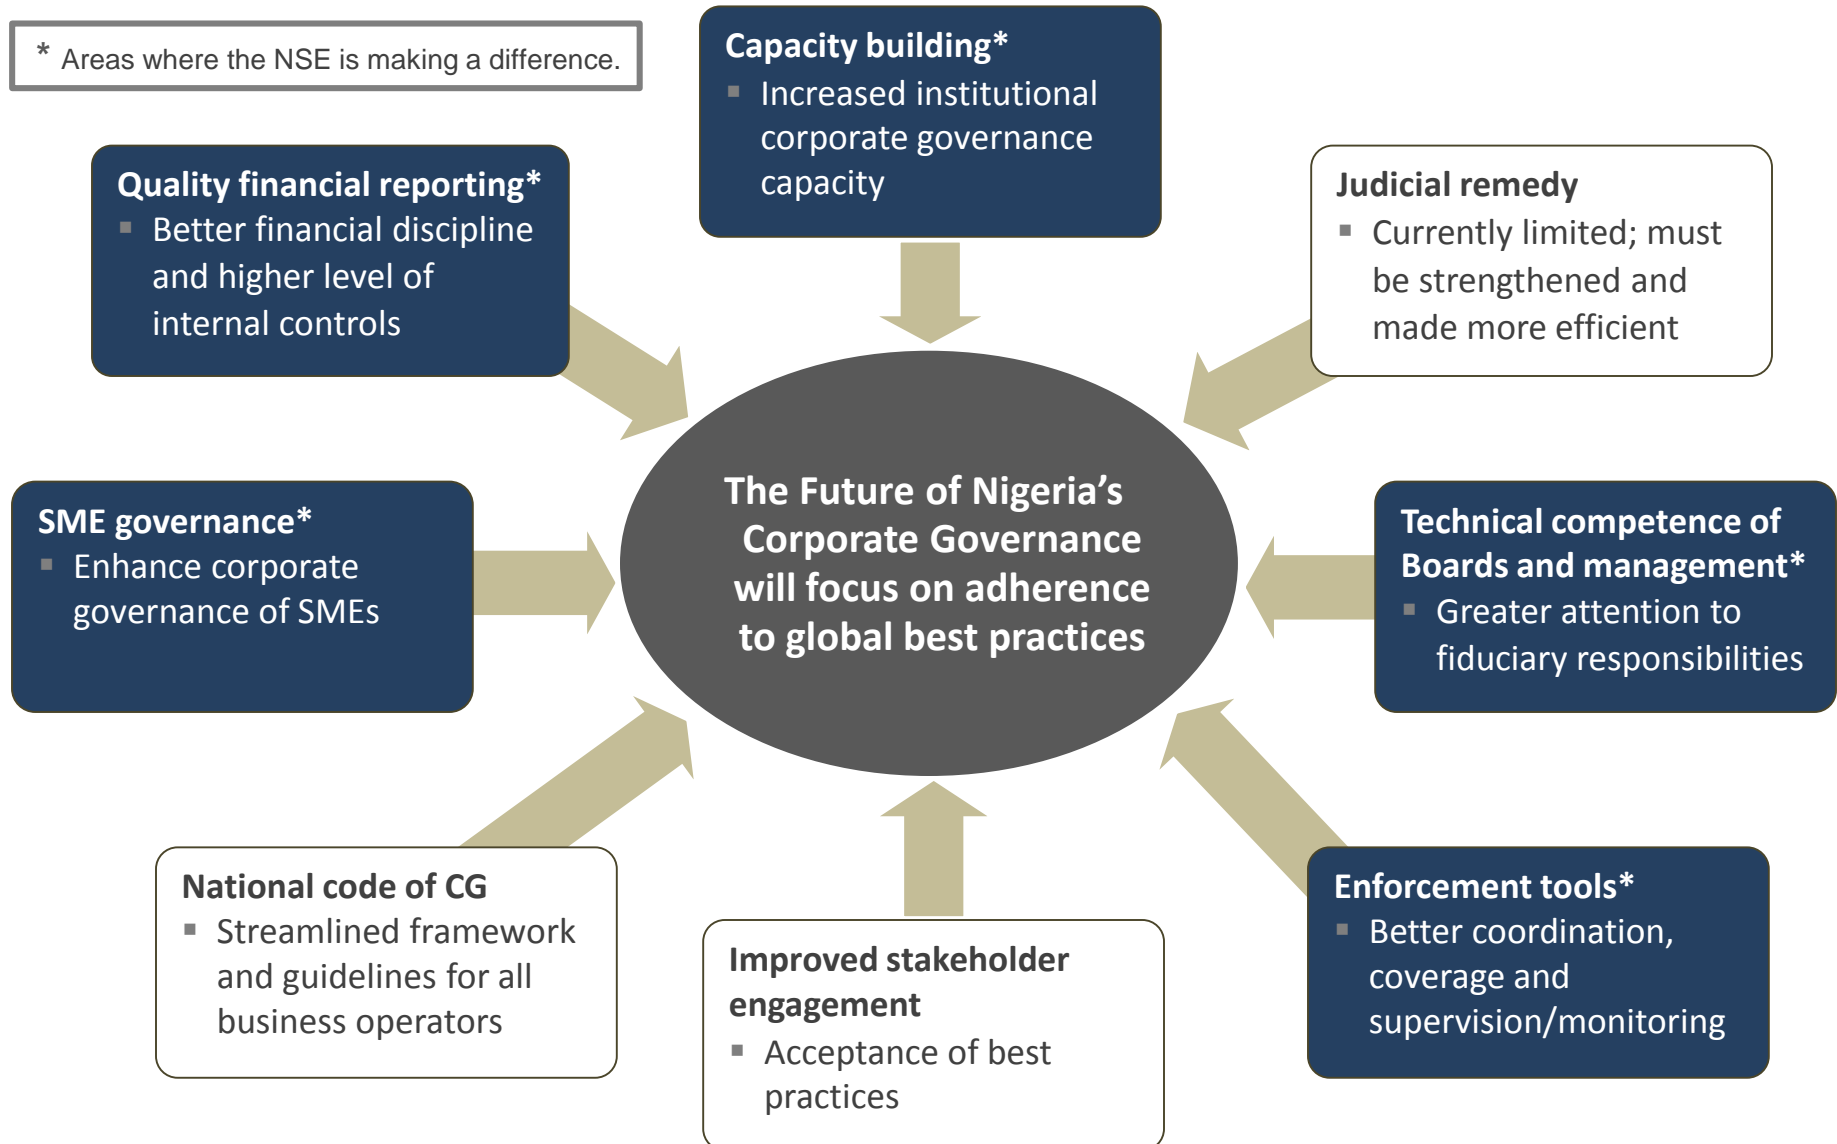 * Areas where the NSE is making a difference.
Capacity building*
▪ Increased institutional
corporate governance
capacity
Quality financial reporting*
▪ Better financial discipline
and higher level of
internal controls
Judicial remedy
▪ Currently limited; must
be strengthened and
made more efficient
SME governance*
▪ Enhance corporate
governance of SMEs
The Future of Nigeria’s
Corporate Governance
will focus on adherence
to global best practices
Technical competence of
Boards and management*
▪ Greater attention to
fiduciary responsibilities
National code of CG
▪ Streamlined framework
and guidelines for all
business operators
Improved stakeholder
engagement
▪ Acceptance of best
practices
Enforcement tools*
▪ Better coordination,
coverage and
supervision/monitoring